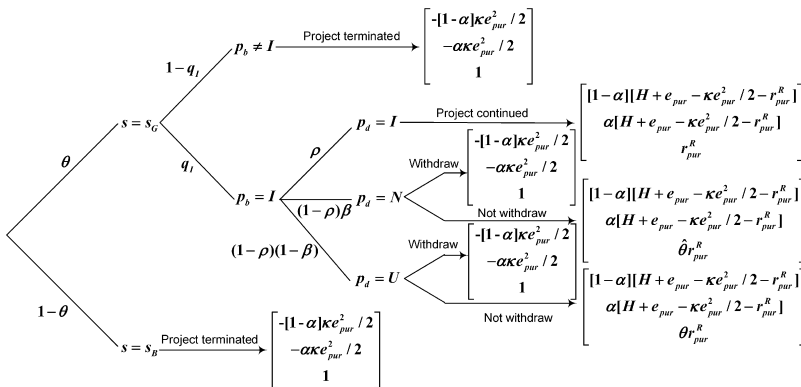 p_b ≠ I
Project terminated
[-[1-α]κe²_pur / 2
-ακe²_pur / 2
1]
1-q_I
s = s_G
θ
q_I
p_b = I
ρ
p_d = I
Project continued
[[1-α][H + e_pur - κe²_pur / 2 - r^R_pur]
α[H + e_pur - κe²_pur / 2 - r^R_pur]
r^R_pur]
(1-ρ)β
p_d = N
Withdraw
[-[1-α]κe²_pur / 2
-ακe²_pur / 2
1]
Not withdraw
[[1-α][H + e_pur - κe²_pur / 2 - r^R_pur]
α[H + e_pur - κe²_pur / 2 - r^R_pur]
θ̂r^R_pur]
(1-ρ)(1-β)
p_d = U
Withdraw
[-[1-α]κe²_pur / 2
-ακe²_pur / 2
1]
Not withdraw
[[1-α][H + e_pur - κe²_pur / 2 - r^R_pur]
α[H + e_pur - κe²_pur / 2 - r^R_pur]
θr^R_pur]
1-θ
s = s_B
Project terminated
[-[1-α]κe²_pur / 2
-ακe²_pur / 2
1]